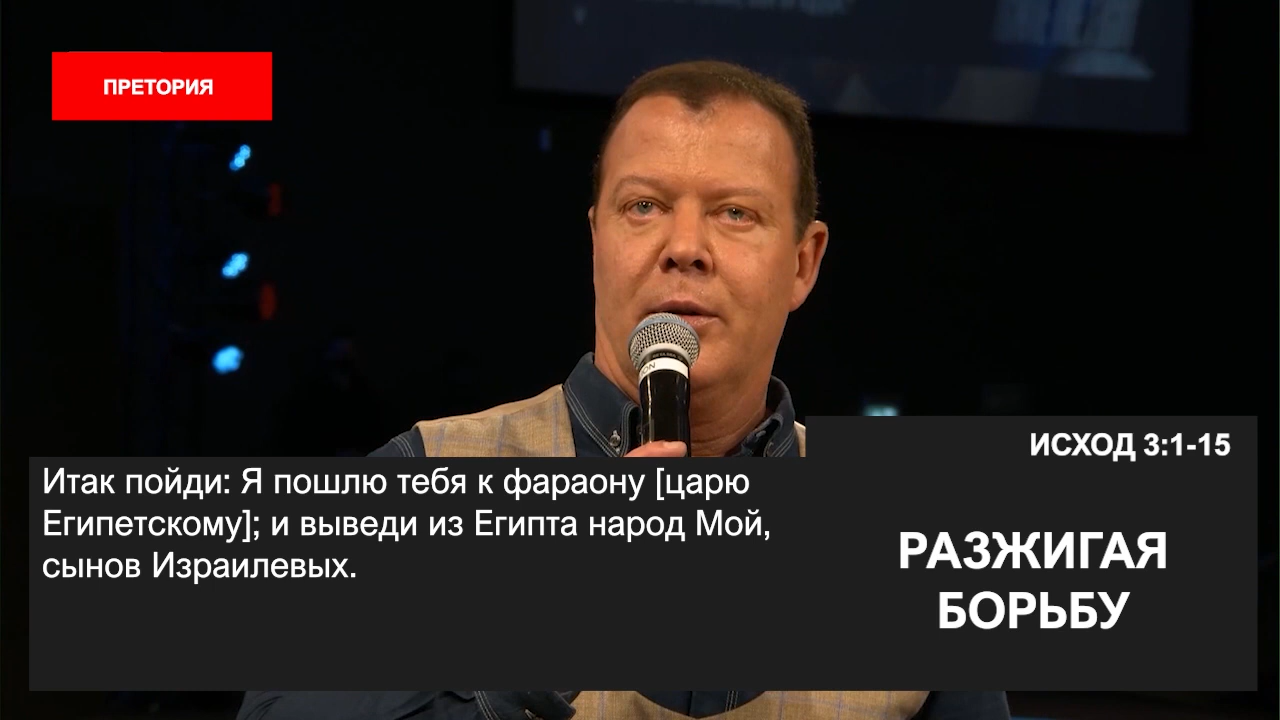 ПРЕТОРИЯ
ИСХОД 3:1-15
Итак пойди: Я пошлю тебя к фараону [царю
Египетскому]; и выведи из Египта народ Мой,
сынов Израилевых.
РАЗЖИГАЯ
БОРЬБУ